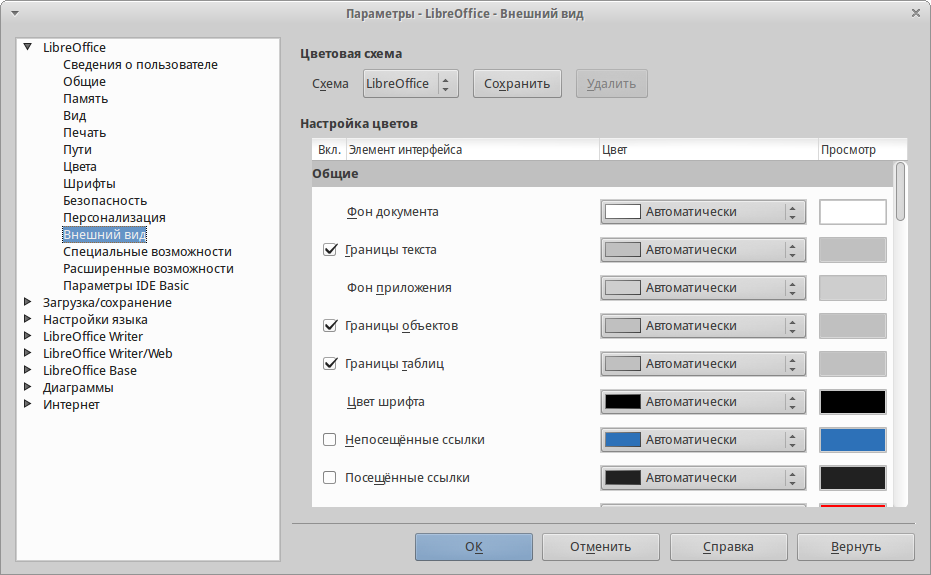 Параметры - LibreOffice - Внешний вид
LibreOffice
Сведения о пользователе
Общие
Память
Вид
Печать
Пути
Цвета
Шрифты
Безопасность
Персонализация
Внешний вид
Специальные возможности
Расширенные возможности
Параметры IDE Basic
Загрузка/сохранение
Настройки языка
LibreOffice Writer
LibreOffice Writer/Web
LibreOffice Base
Диаграммы
Интернет
Цветовая схема
Схема LibreOffice Сохранить Удалить
Настройка цветов
Вкл. Элемент интерфейса Цвет Просмотр
Общие
Фон документа Автоматически
Границы текста Автоматически
Фон приложения Автоматически
Границы объектов Автоматически
Границы таблиц Автоматически
Цвет шрифта Автоматически
Непосещённые ссылки Автоматически
Посещённые ссылки Автоматически
OK Отменить Справка Вернуть